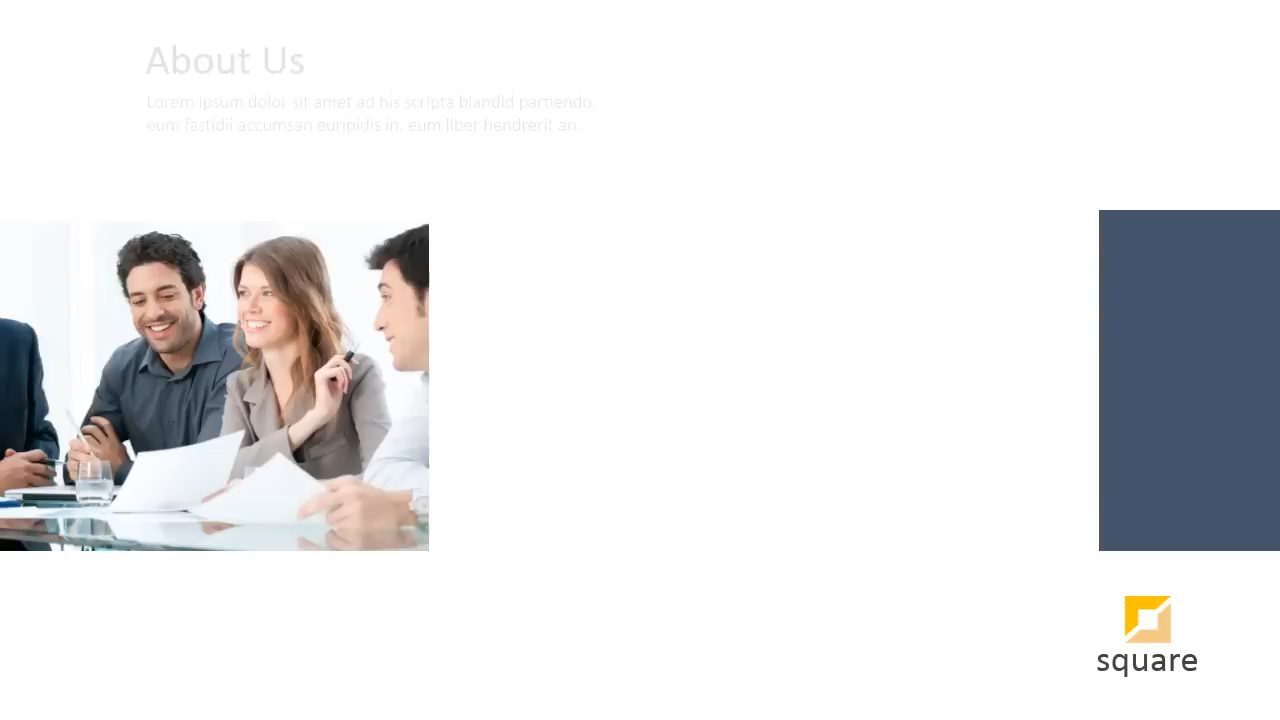 About Us
Lorem ipsum dolor sit amet ad his scripta blandid partiendo,
eum fastidii accumsan euripidis in, eum liber hendrerit an.
square